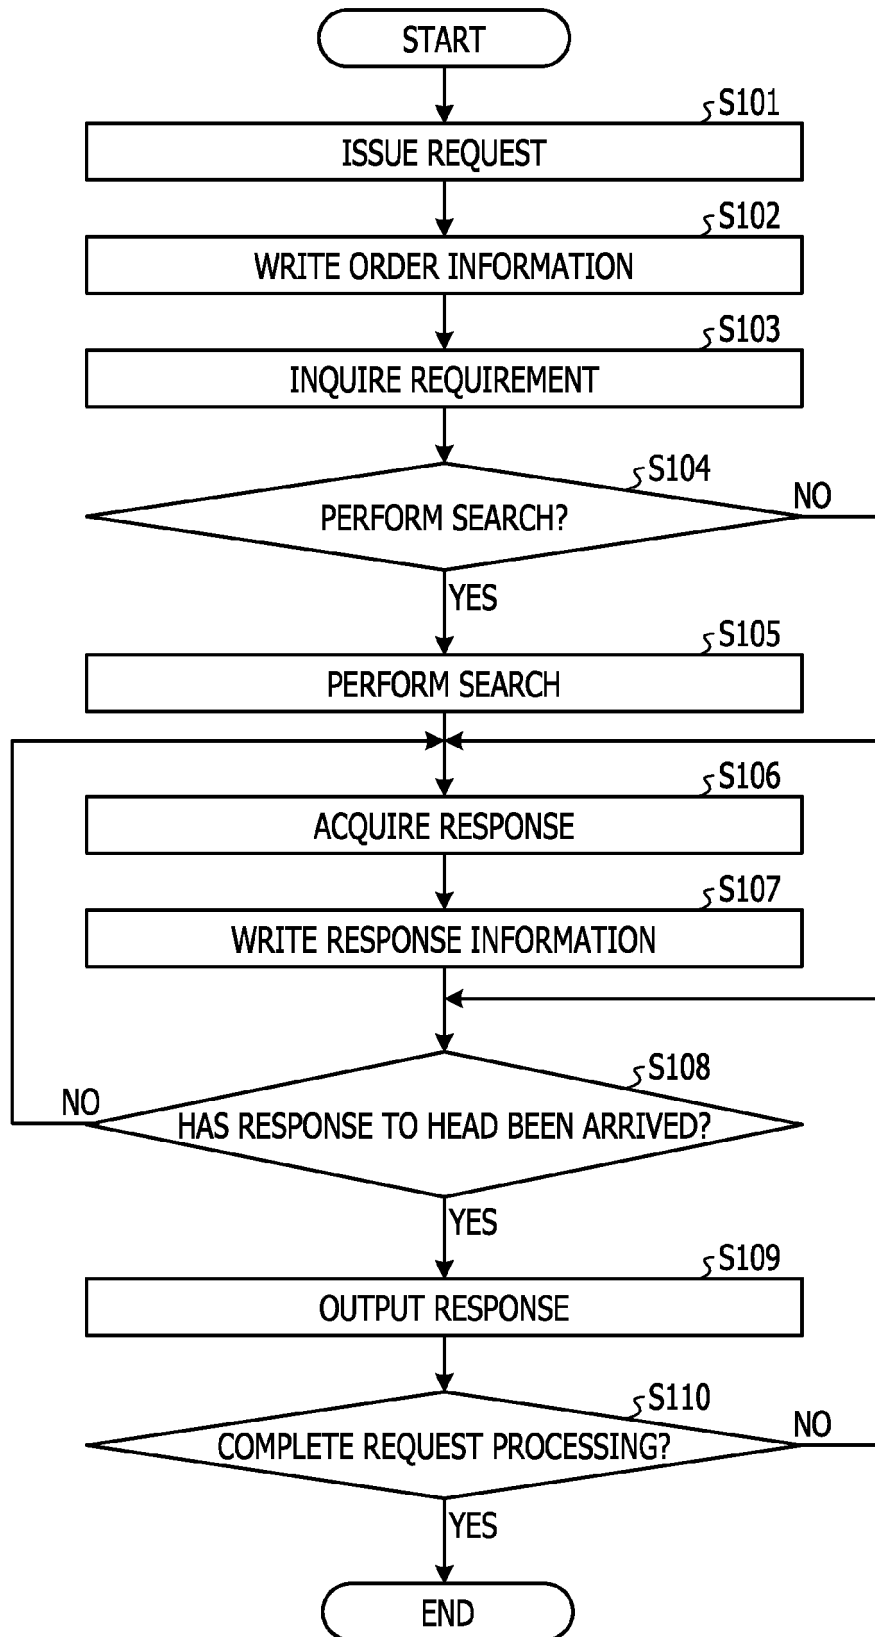 START
S101
ISSUE REQUEST
S102
WRITE ORDER INFORMATION
S103
INQUIRE REQUIREMENT
S104
PERFORM SEARCH?
NO
YES
S105
PERFORM SEARCH
S106
ACQUIRE RESPONSE
S107
WRITE RESPONSE INFORMATION
S108
NO
HAS RESPONSE TO HEAD BEEN ARRIVED?
YES
S109
OUTPUT RESPONSE
S110
NO
COMPLETE REQUEST PROCESSING?
YES
END